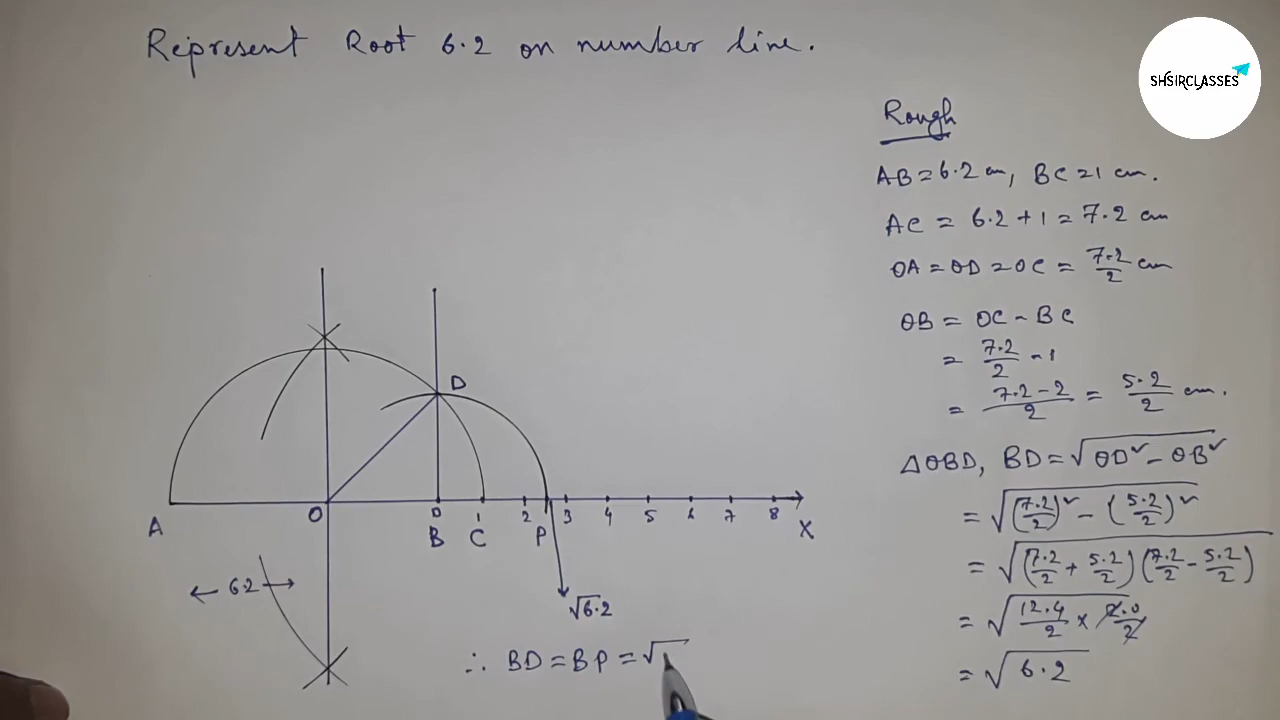 Represent Root 6.2 on number line.
SHSIRCLASSES
Rough
AB = 6.2 cm, BC = 1 cm.
AC = 6.2 + 1 = 7.2 cm
OA = OD = OC = 7.2/2 cm
OB = OC - BC
= 7.2/2 - 1
= 7.2 - 2/2 = 5.2/2 cm.
△OBD, BD = √OD² - OB²
= √(7.2/2)² - (5.2/2)²
= √(7.2/2 + 5.2/2)(7.2/2 - 5.2/2)
= √12.4/2 × 2.0/2
= √6.2
D
A O B C P X
0 1 2 3 4 5 6 7 8
← 6.2 →
√6.2
∴ BD = BP = √